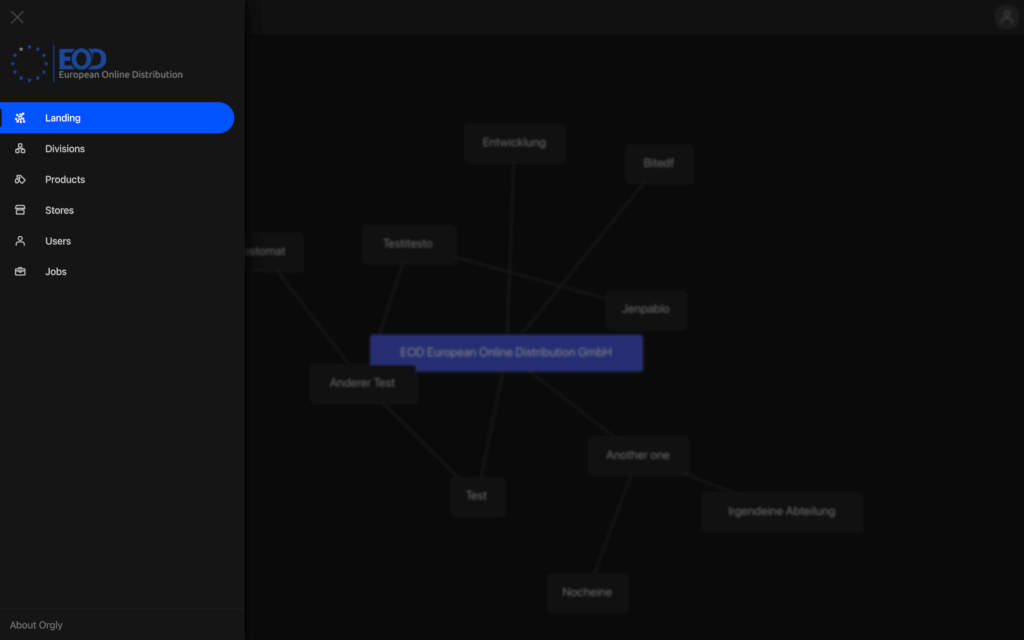 EOD
European Online Distribution
Landing
Divisions
Products
Stores
Users
Jobs
About Orgly
Entwicklung
Bitedf
Testitesto
Jenpablo
EOD European Online Distribution GmbH
Anderer Test
Another one
Test
Irgendeine Abteilung
Nocheine